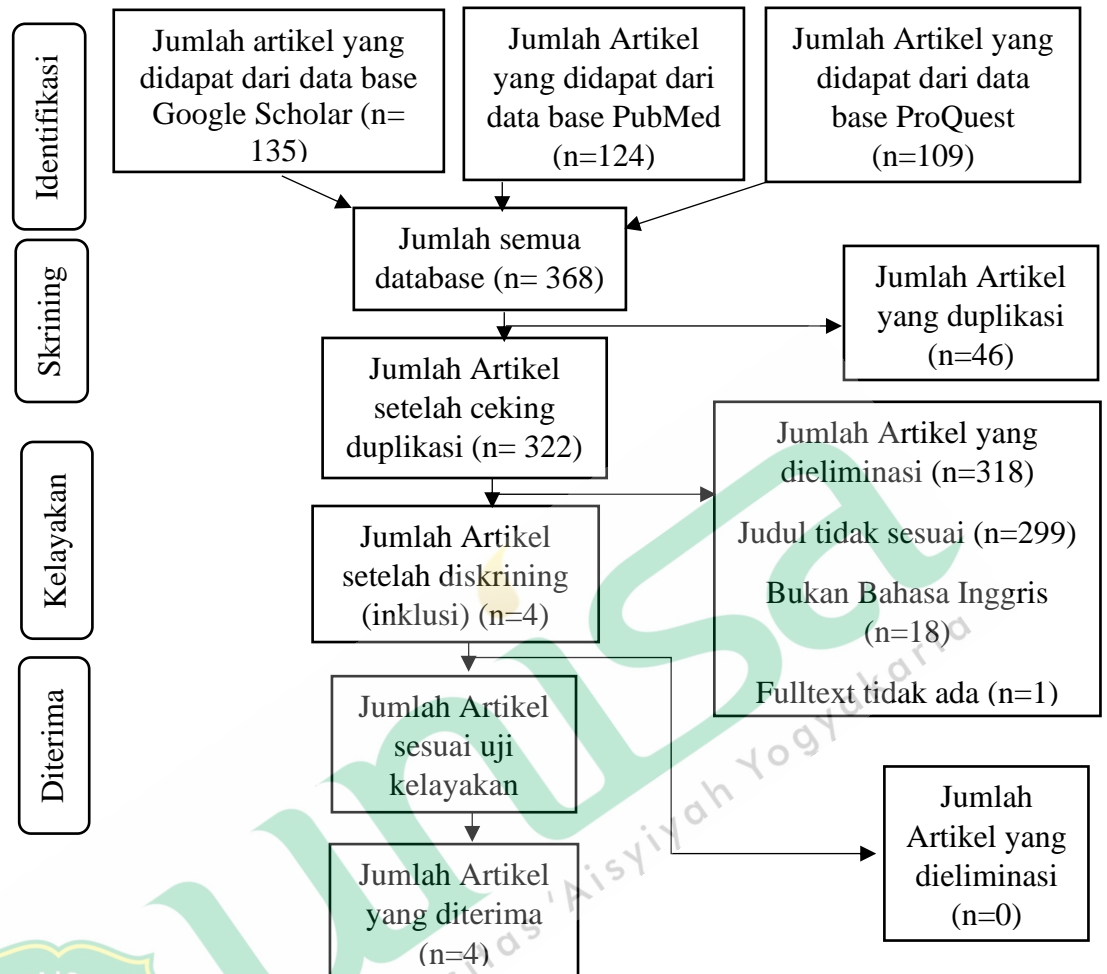 Identifikasi
Jumlah artikel yang
didapat dari data base
Google Scholar (n=
135)
Jumlah Artikel
yang didapat dari
data base PubMed
(n=124)
Jumlah Artikel yang
didapat dari data
base ProQuest
(n=109)
Jumlah semua
database (n= 368)
Skrining
Jumlah Artikel
yang duplikasi
(n=46)
Jumlah Artikel
setelah ceking
duplikasi (n= 322)
Kelayakan
Jumlah Artikel yang
dieliminasi (n=318)
Judul tidak sesuai (n=299)
Bukan Bahasa Inggris
(n=18)
Fulltext tidak ada (n=1)
Jumlah Artikel
setelah diskrining
(inklusi) (n=4)
Diterima
Jumlah Artikel
sesuai uji
kelayakan
Jumlah
Artikel yang
dieliminasi
(n=0)
Jumlah Artikel
yang diterima
(n=4)
unisa
'Aisyiyah Yogyakarta